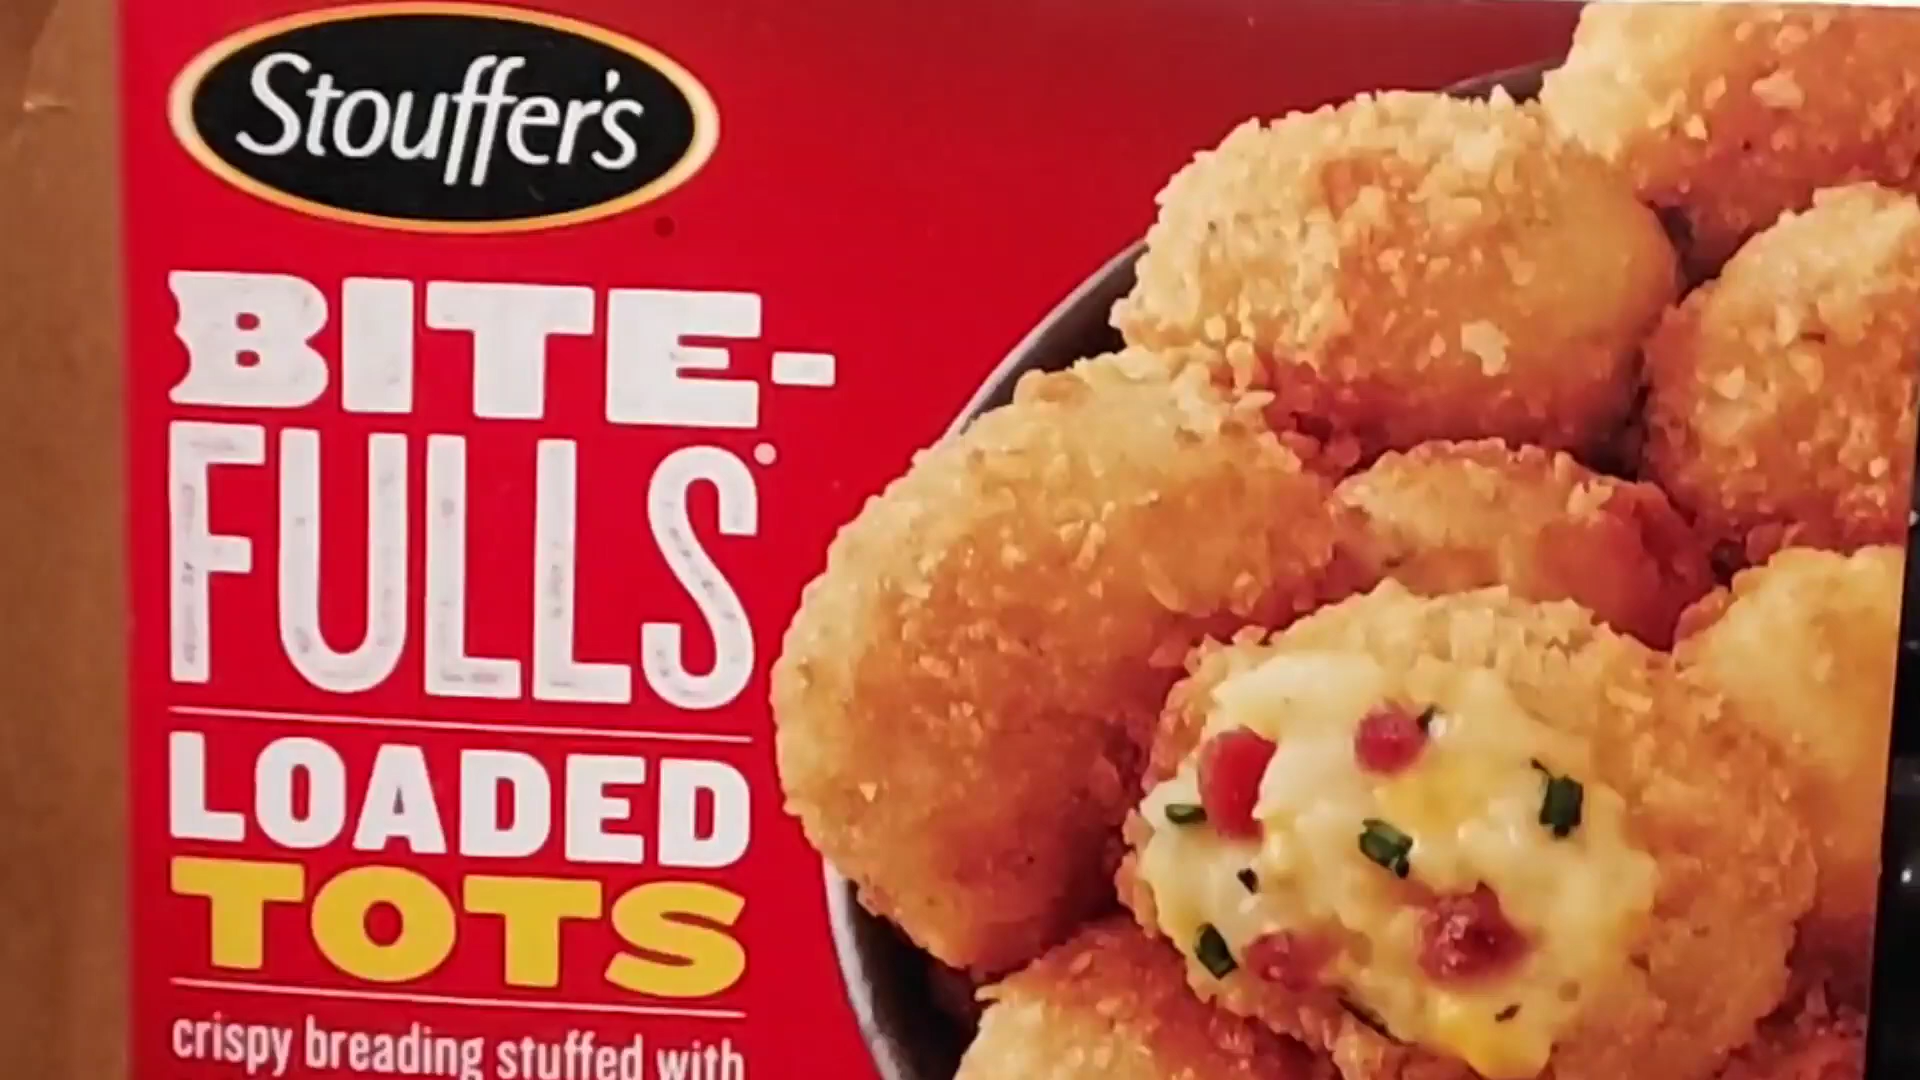 Stouffer's
BITE-
FULLS
LOADED
TOTS
crispy breading stuffed with